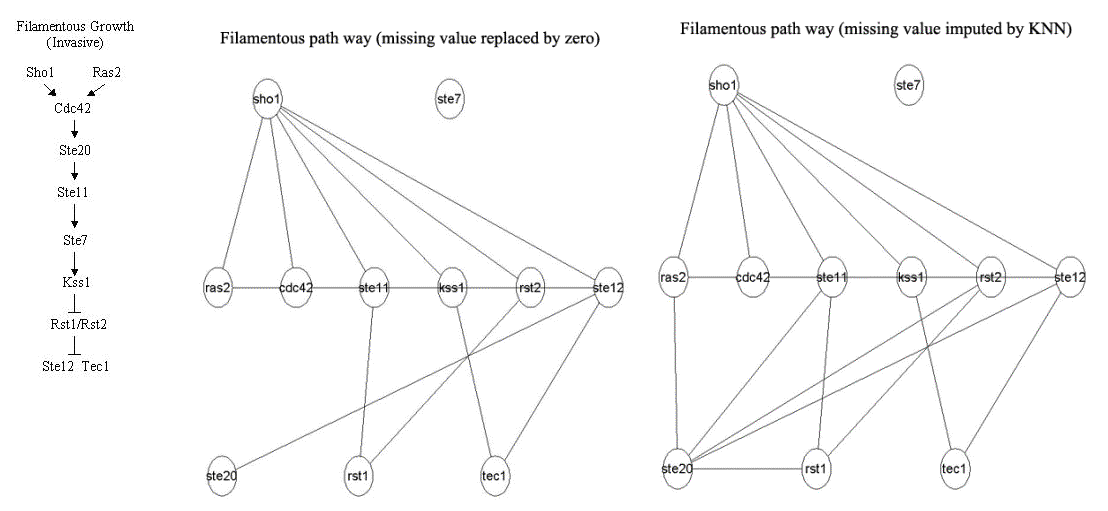 Filamentous Growth
(Invasive)
Sho1 Ras2
Cdc42
Ste20
Ste11
Ste7
Kss1
Rst1/Rst2
Ste12 Tec1
Filamentous path way (missing value replaced by zero)
sho1 ste7
ras2 cdc42 ste11 kss1 rst2 ste12
ste20 rst1 tec1
Filamentous path way (missing value imputed by KNN)
sho1 ste7
ras2 cdc42 ste11 kss1 rst2 ste12
ste20 rst1 tec1